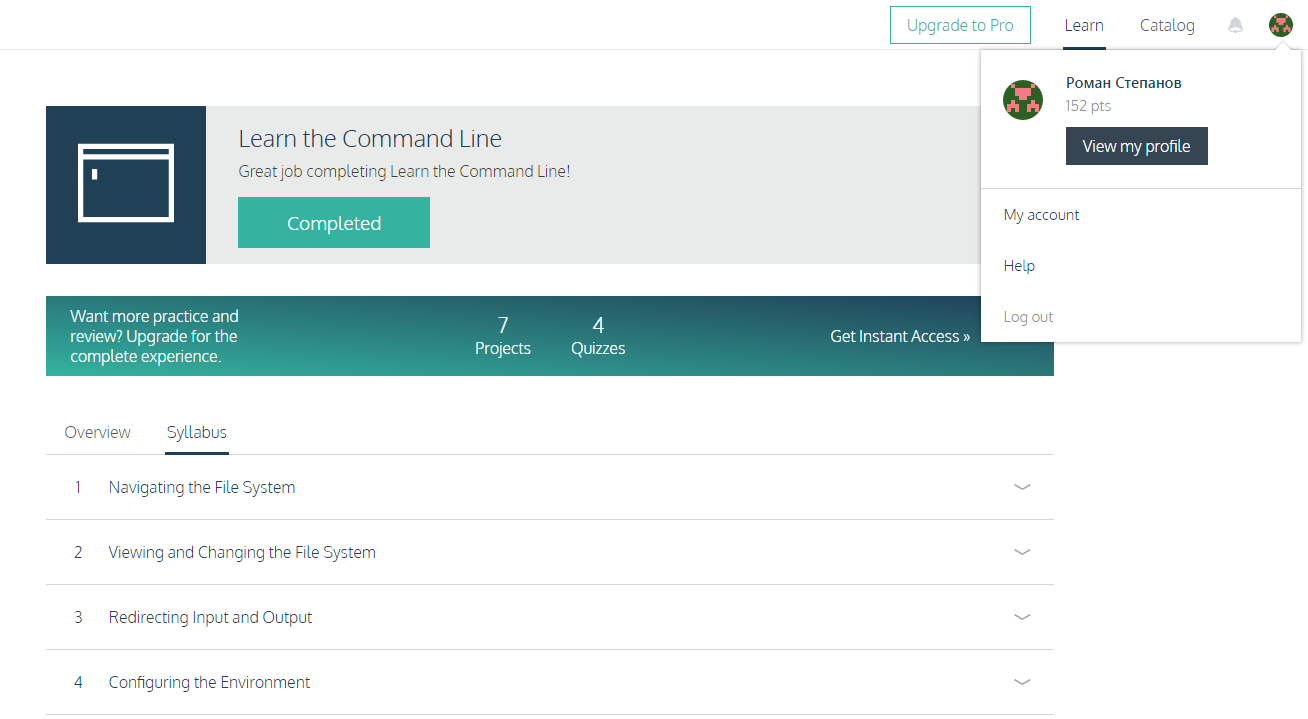 Upgrade to Pro
Learn
Catalog
Роман Степанов
152 pts
View my profile
My account
Help
Log out
Learn the Command Line
Great job completing Learn the Command Line!
Completed
Want more practice and
review? Upgrade for the
complete experience.
7
Projects
4
Quizzes
Get Instant Access »
Overview
Syllabus
1 Navigating the File System
2 Viewing and Changing the File System
3 Redirecting Input and Output
4 Configuring the Environment